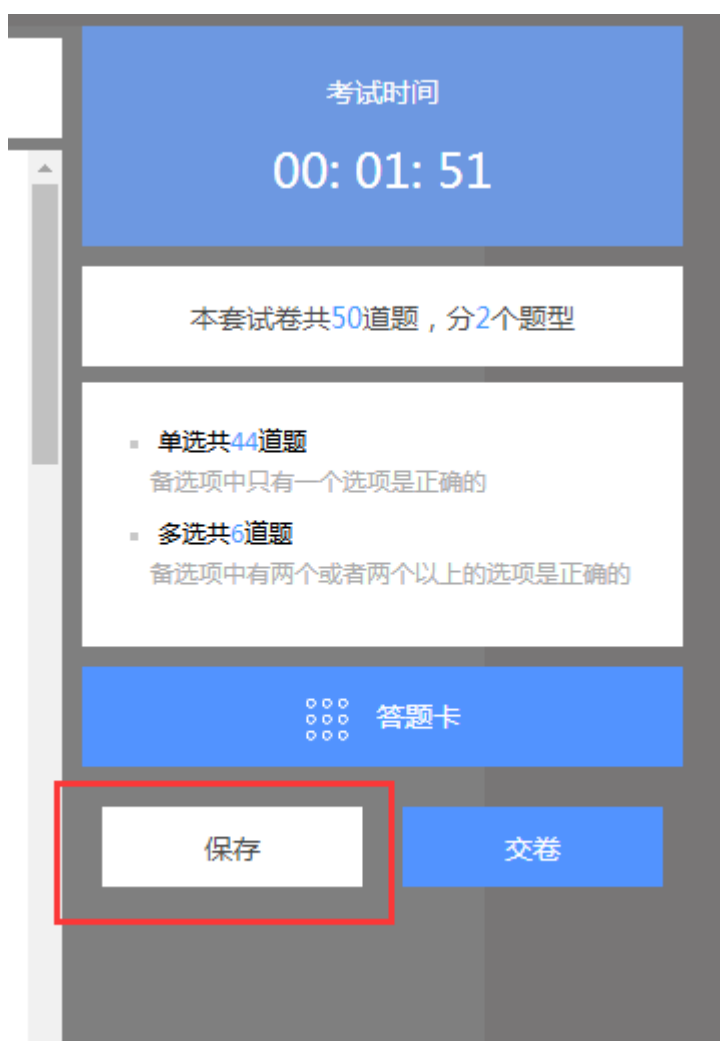 考试时间
00: 01: 51
本套试卷共50道题，分2个题型
单选共44道题
备选项中只有一个选项是正确的
多选共6道题
备选项中有两个或者两个以上的选项是正确的
答题卡
保存
交卷